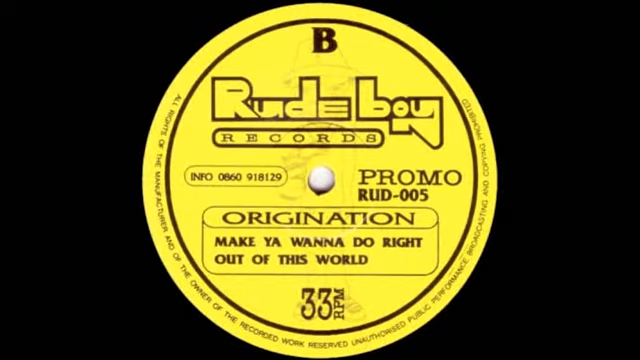 B
Rude boy
RECORDS
INFO 0860 918129
PROMO
RUD-005
ORIGINATION
MAKE YA WANNA DO RIGHT
OUT OF THIS WORLD
33 RPM
ALL RIGHTS OF THE MANUFACTURER AND OF THE OWNER OF THE RECORDED WORK RESERVED UNAUTHORISED PUBLIC PERFORMANCE BROADCASTING AND COPYING PROHIBITED